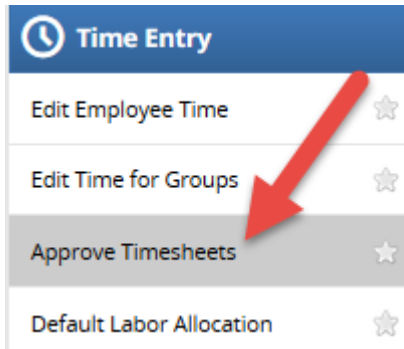 Time Entry
Edit Employee Time
Edit Time for Groups
Approve Timesheets
Default Labor Allocation